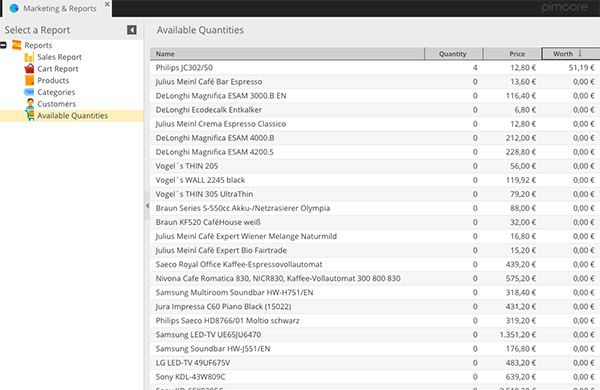 Marketing & Reports
pimcore
Select a Report
Reports
Sales Report
Cart Report
Products
Categories
Customers
Available Quantities
Available Quantities
Name Quantity Price Worth ↓
Philips JC302/50 4 12,80 € 51,19 €
Julius Meinl Café Bar Espresso 0 13,60 € 0,00 €
DeLonghi Magnifica ESAM 3000.B EN 0 116,40 € 0,00 €
DeLonghi Ecodecalk Entkalker 0 6,80 € 0,00 €
Julius Meinl Crema Espresso Classico 0 12,80 € 0,00 €
DeLonghi Magnifica ESAM 4000.B 0 212,00 € 0,00 €
DeLonghi Magnifica ESAM 4200.S 0 228,80 € 0,00 €
Vogel´s THIN 205 0 56,00 € 0,00 €
Vogel´s WALL 2245 black 0 119,92 € 0,00 €
Vogel´s THIN 305 UltraThin 0 79,20 € 0,00 €
Braun Series 5-550cc Akku-/Netzrasierer Olympia 0 88,00 € 0,00 €
Braun KF520 CaféHouse weiß 0 32,00 € 0,00 €
Julius Meinl Café Expert Wiener Melange Naturmild 0 16,80 € 0,00 €
Julius Meinl Café Expert Bio Fairtrade 0 15,20 € 0,00 €
Saeco Royal Office Kaffee-Espressovollautomat 0 439,20 € 0,00 €
Nivona Cafe Romatica 830, NICR830, Kaffee-Vollautomat 300 800 830 0 575,20 € 0,00 €
Samsung Multiroom Soundbar HW-H751/EN 0 318,40 € 0,00 €
Jura Impressa C60 Piano Black (15022) 0 431,20 € 0,00 €
Philips Saeco HD8766/01 Moltio schwarz 0 319,20 € 0,00 €
Samsung LED-TV UE65JU6470 0 1.351,20 € 0,00 €
Samsung Soundbar HW-J551/EN 0 176,80 € 0,00 €
LG LED-TV 49UF675V 0 483,20 € 0,00 €
Sony KDL-43W809C 0 639,20 € 0,00 €